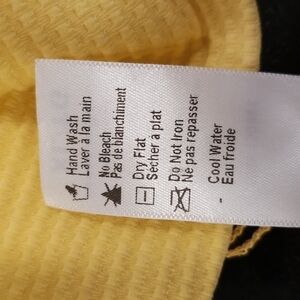 Hand Wash
Laver à la main
No Bleach
Pas de blanchiment
Dry Flat
Sécher à plat
Do Not Iron
Ne pas repasser
Cool Water
Eau froide
-